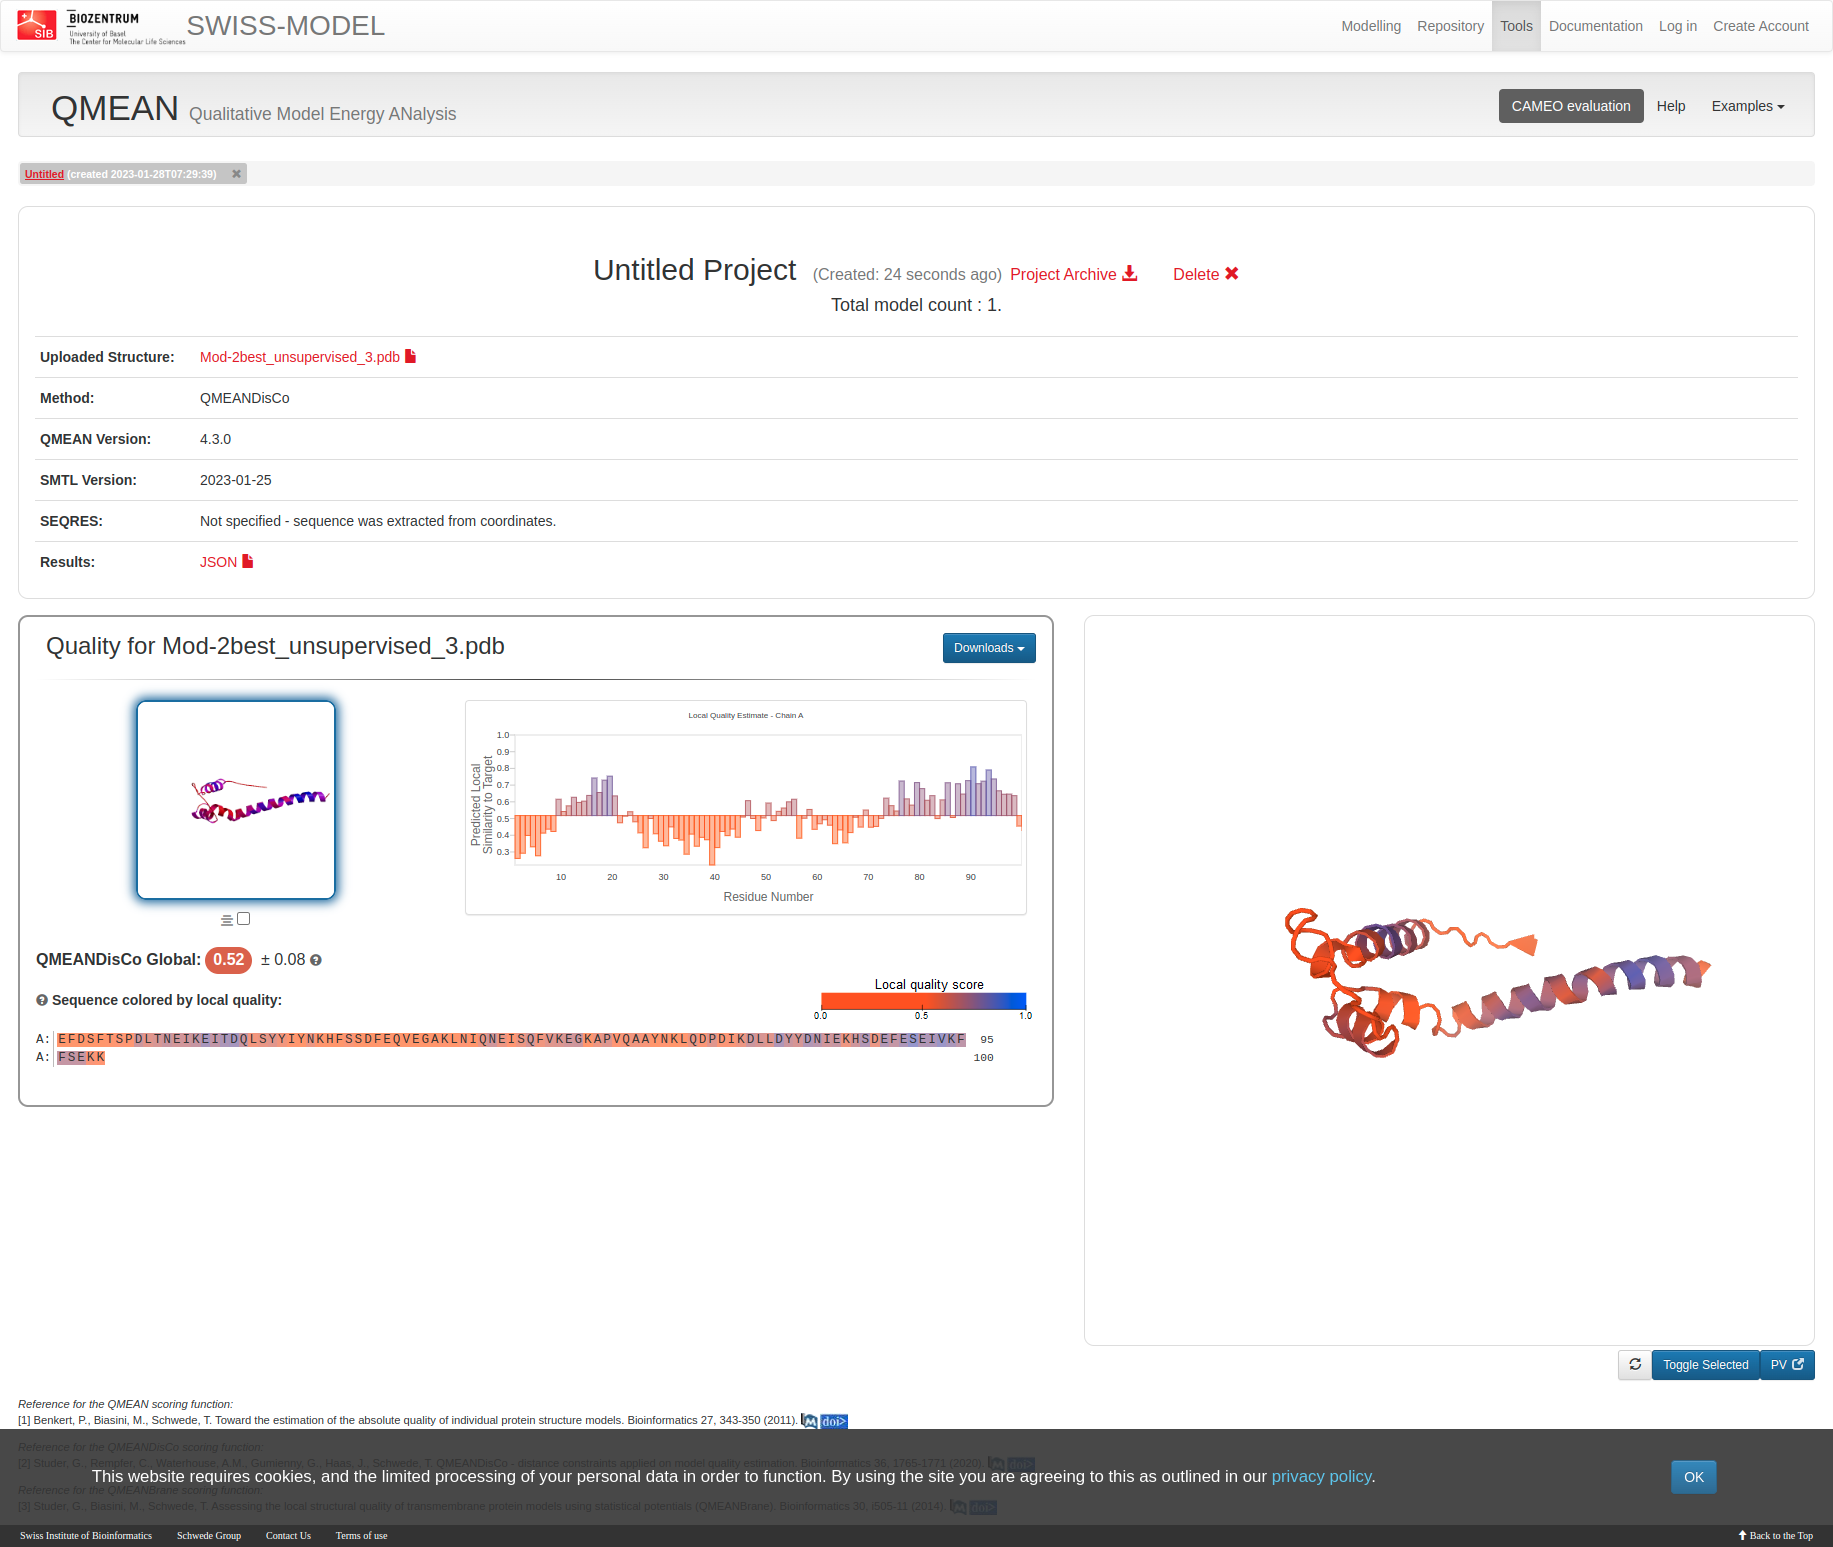 SIB
BIOZENTRUM
University of Basel
The Center for Molecular Life Sciences
SWISS-MODEL
Modelling
Repository
Tools
Documentation
Log in
Create Account
QMEAN Qualitative Model Energy ANalysis
CAMEO evaluation
Help
Examples
Untitled (created 2023-01-28T07:29:39)
Untitled Project (Created: 24 seconds ago) Project Archive Delete
Total model count : 1.
Uploaded Structure: Mod-2best_unsupervised_3.pdb
Method: QMEANDisCo
QMEAN Version: 4.3.0
SMTL Version: 2023-01-25
SEQRES: Not specified - sequence was extracted from coordinates.
Results: JSON
Quality for Mod-2best_unsupervised_3.pdb
Downloads
Local Quality Estimate - Chain A
Predicted Local
Similarity to Target
1.0
0.9
0.8
0.7
0.6
0.5
0.4
0.3
10 20 30 40 50 60 70 80 90
Residue Number
QMEANDisCo Global: 0.52 ± 0.08
Sequence colored by local quality:
Local quality score
0.0 0.5 1.0
A: EFDSFTSPDLTNEIKEITDQLSYYIYNKHFSSDFEQVEGAKLNIQNEISQFVKEGKAPVQAAYNKLQDPDIKDLLDYYDNIEKHSDEFESEIVKF 95
A: FSEKK 100
Toggle Selected
PV
Reference for the QMEAN scoring function:
[1] Benkert, P., Biasini, M., Schwede, T. Toward the estimation of the absolute quality of individual protein structure models. Bioinformatics 27, 343-350 (2011). M doi>
Reference for the QMEANDisCo scoring function:
[2] Studer, G., Rempfer, C., Waterhouse, A.M., Gumienny, G., Haas, J., Schwede, T. QMEANDisCo - distance constraints applied on model quality estimation. Bioinformatics 36, 1765-1771 (2020). M doi>
This website requires cookies, and the limited processing of your personal data in order to function. By using the site you are agreeing to this as outlined in our privacy policy.
OK
Reference for the QMEANBrane scoring function:
[3] Studer, G., Biasini, M., Schwede, T. Assessing the local structural quality of transmembrane protein models using statistical potentials (QMEANBrane). Bioinformatics 30, i505-11 (2014). M doi>
Swiss Institute of Bioinformatics
Schwede Group
Contact Us
Terms of use
Back to the Top